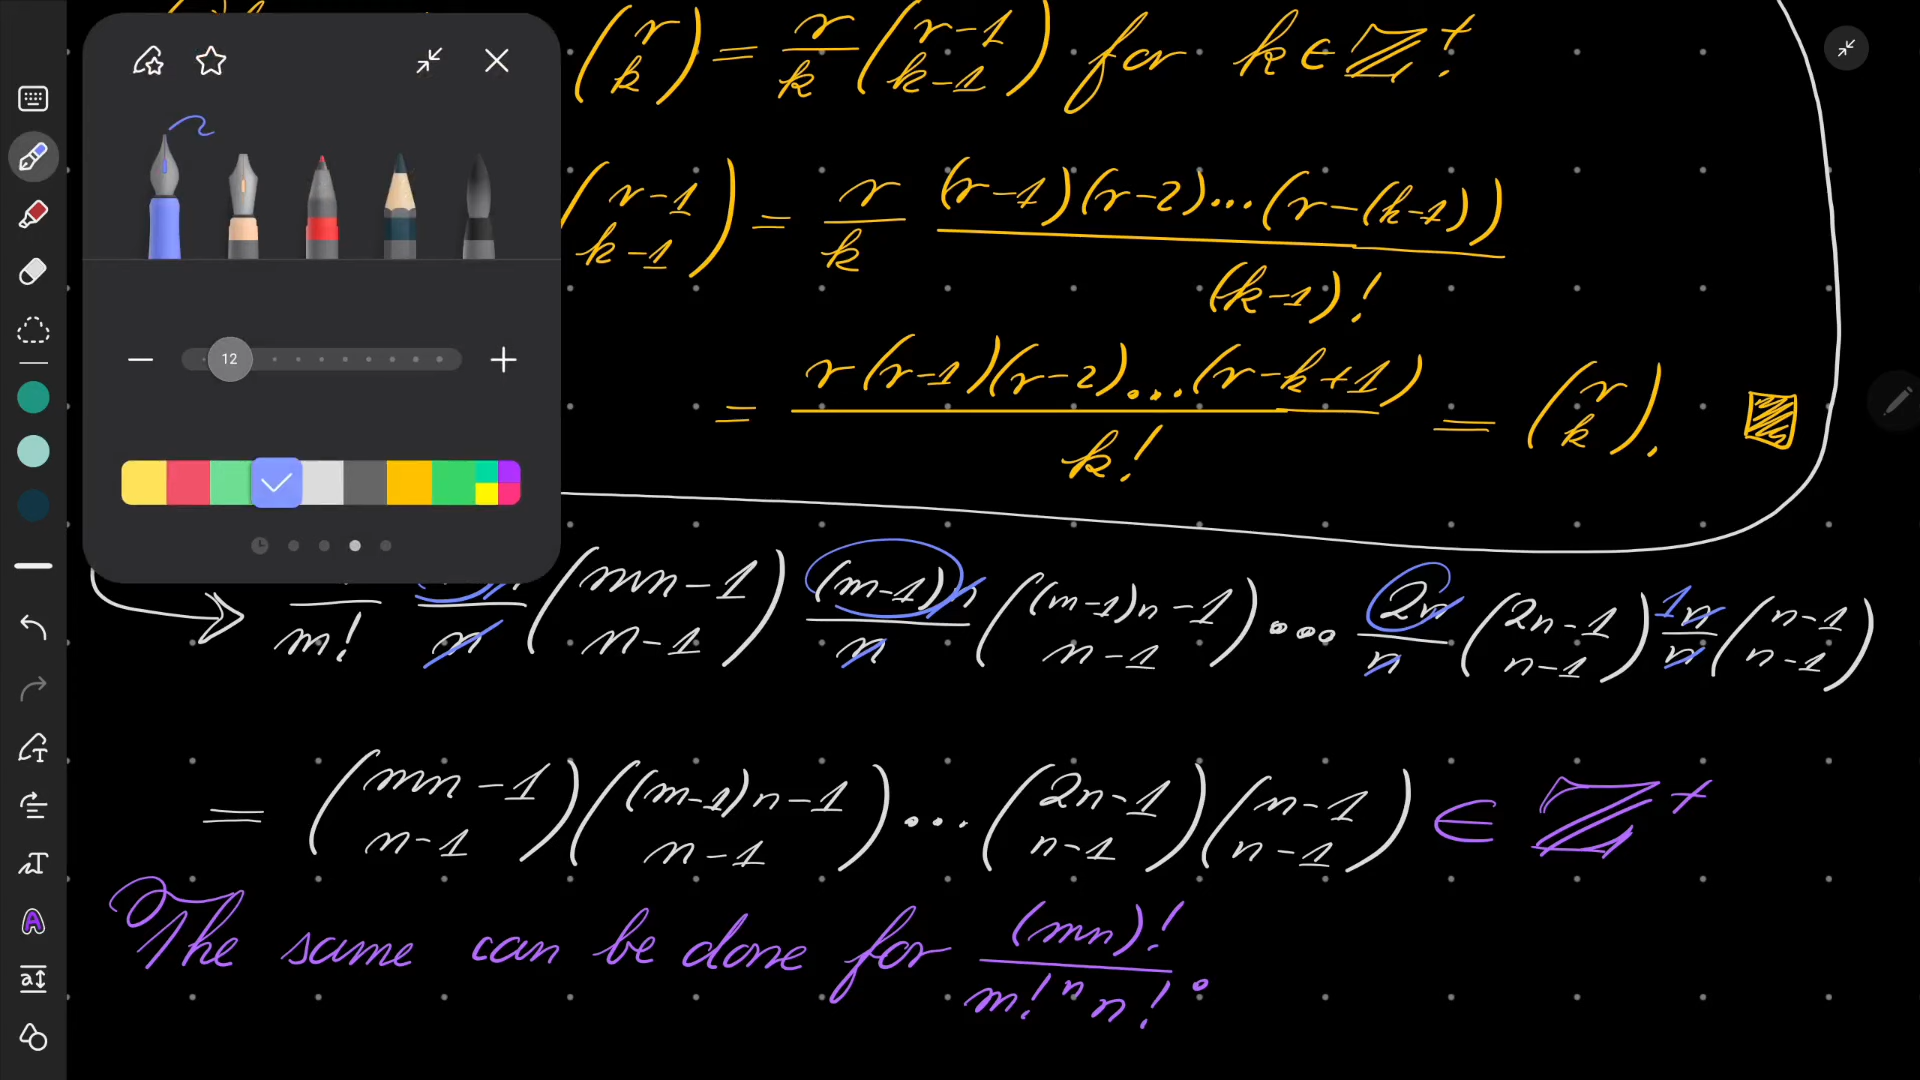 (r k) = r/k (r-1 k-1) for k ∈ ℤ⁺!
(r-1 k-1) = r/k (r-1)(r-2)...(r-(k-1))/(k-1)!
= r(r-1)(r-2)...(r-k+1)/k! = (r k).
12
/m! /n (mn-1 n-1) (m-1)n/n ((m-1)n-1 n-1) ... 2n/n (2n-1 n-1) 1 n/n (n-1 n-1)
= (mn-1 n-1)((m-1)n-1 n-1)...(2n-1 n-1)(n-1 n-1) ∈ ℤ⁺
The same can be done for (mn)!/m!ⁿ n!.